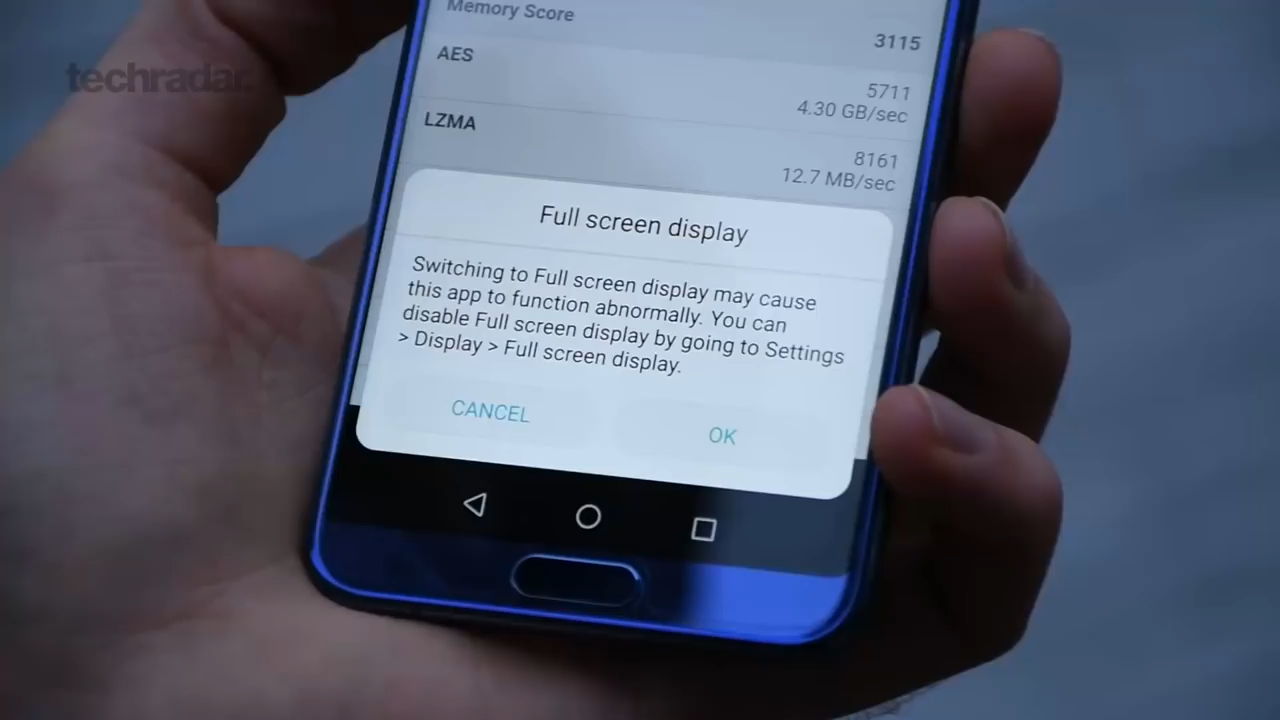 techradar.
Memory Score
3115
AES
5711
4.30 GB/sec
LZMA
8161
12.7 MB/sec
Full screen display
Switching to Full screen display may cause
this app to function abnormally. You can
disable Full screen display by going to Settings
> Display > Full screen display.
CANCEL
OK